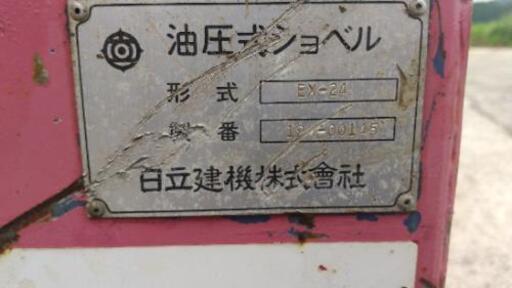 油圧式ショベル
形式 EX-24
製番
日立建機株式會社